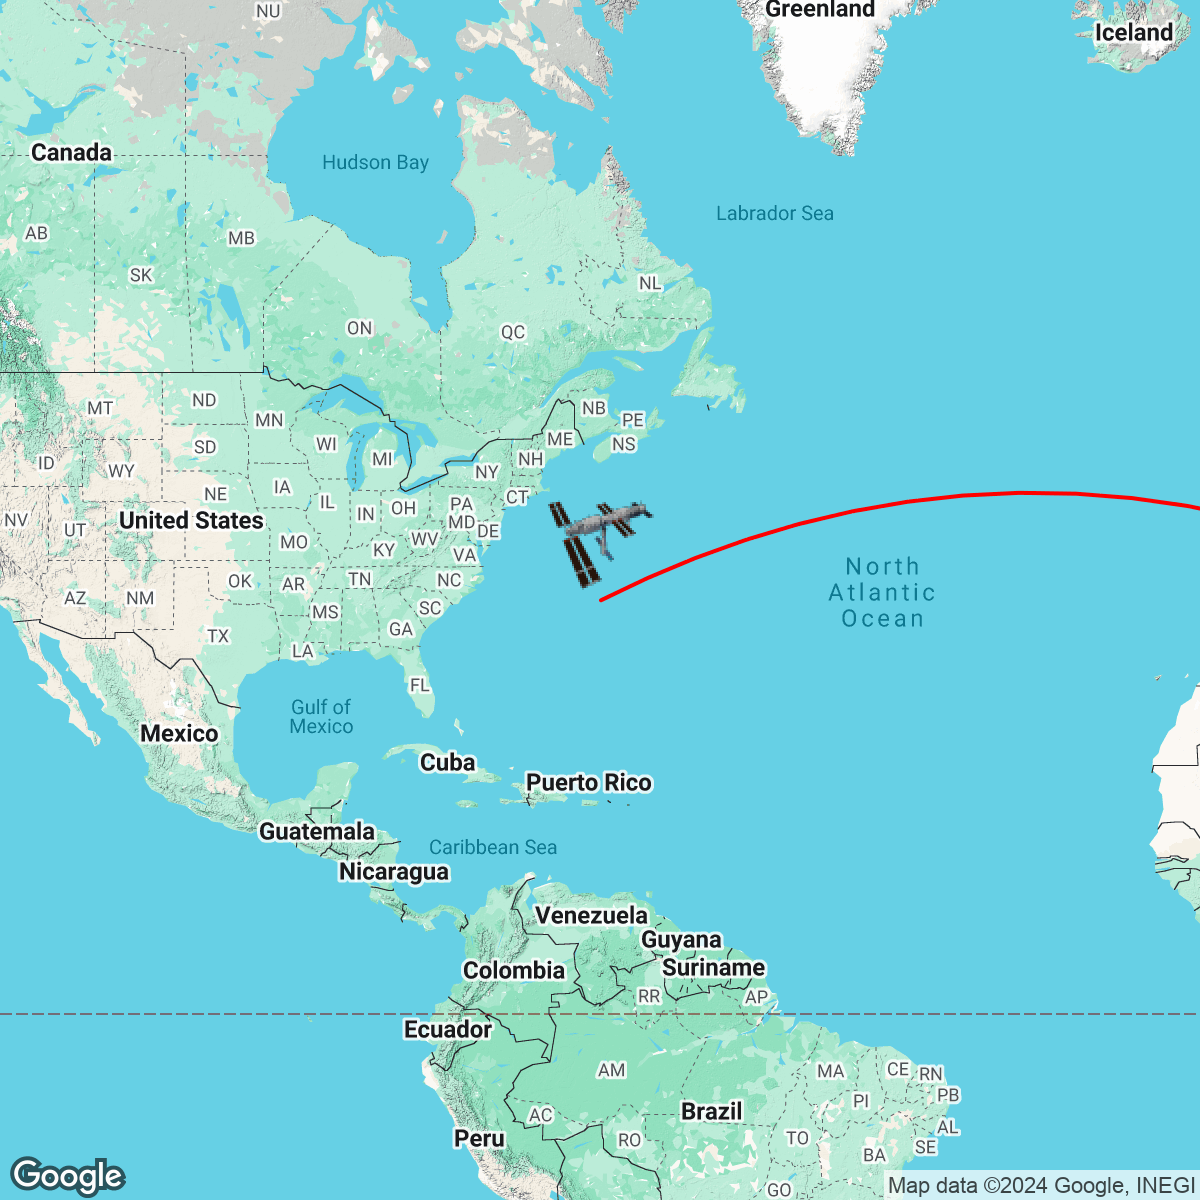 NU
Greenland
Iceland
Canada
Hudson Bay
Labrador Sea
AB
MB
SK
NL
ON
QC
MT
ND
MN
NB
PE
NS
ME
SD
WI
MI
NH
ID
WY
NY
NE
IA
IL
IN
OH
PA
CT
NV
UT
United States
MD
DE
MO
KY
WV
VA
North
Atlantic
Ocean
AZ
NM
OK
AR
TN
NC
MS
SC
TX
GA
LA
FL
Gulf of
Mexico
Mexico
Cuba
Puerto Rico
Guatemala
Caribbean Sea
Nicaragua
Venezuela
Guyana
Colombia
Suriname
RR
AP
Ecuador
AM
MA
CE
RN
PI
PB
AC
Brazil
AL
Peru
RO
TO
SE
BA
GO
Google
Map data ©2024 Google, INEGI